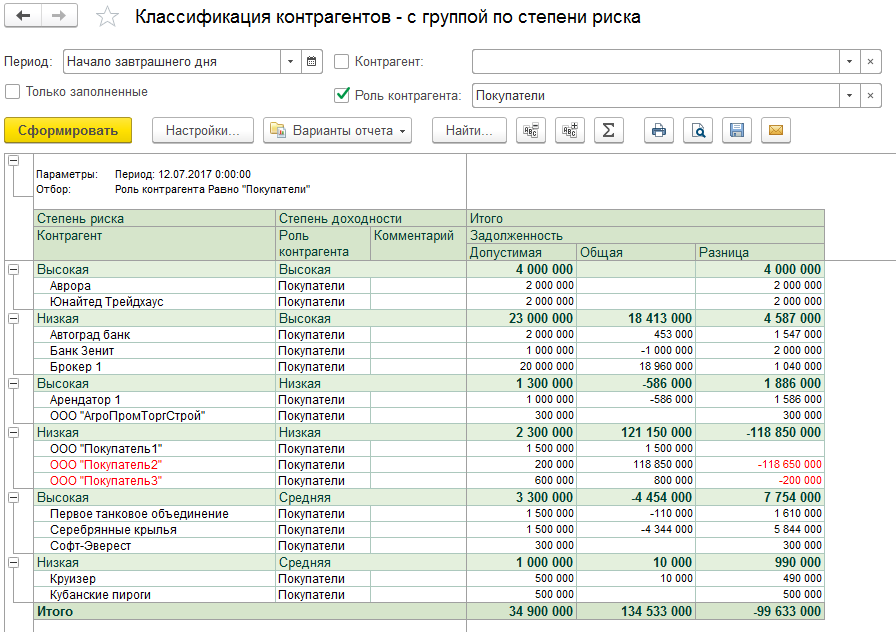 Классификация контрагентов - с группой по степени риска
Период: Начало завтрашнего дня Контрагент:
Только заполненные Роль контрагента: Покупатели
Сформировать Настройки... Варианты отчета Найти...
Параметры: Период: 12.07.2017 0:00:00
Отбор: Роль контрагента Равно "Покупатели"
Степень риска Степень доходности Итого
Контрагент Роль контрагента Комментарий Задолженность
Допустимая Общая Разница
Высокая Высокая 4 000 000 4 000 000
Аврора Покупатели 2 000 000 2 000 000
Юнайтед Трейдхаус Покупатели 2 000 000 2 000 000
Низкая Высокая 23 000 000 18 413 000 4 587 000
Автоград банк Покупатели 2 000 000 453 000 1 547 000
Банк Зенит Покупатели 1 000 000 -1 000 000 2 000 000
Брокер 1 Покупатели 20 000 000 18 960 000 1 040 000
Высокая Низкая 1 300 000 -586 000 1 886 000
Арендатор 1 Покупатели 1 000 000 -586 000 1 586 000
ООО "АгроПромТоргСтрой" Покупатели 300 000 300 000
Низкая Низкая 2 300 000 121 150 000 -118 850 000
ООО "Покупатель1" Покупатели 1 500 000 1 500 000
ООО "Покупатель2" Покупатели 200 000 118 850 000 -118 650 000
ООО "Покупатель3" Покупатели 600 000 800 000 -200 000
Высокая Средняя 3 300 000 -4 454 000 7 754 000
Первое танковое объединение Покупатели 1 500 000 -110 000 1 610 000
Серебрянные крылья Покупатели 1 500 000 -4 344 000 5 844 000
Софт-Эверест Покупатели 300 000 300 000
Низкая Средняя 1 000 000 10 000 990 000
Круизер Покупатели 500 000 10 000 490 000
Кубанские пироги Покупатели 500 000 500 000
Итого 34 900 000 134 533 000 -99 633 000